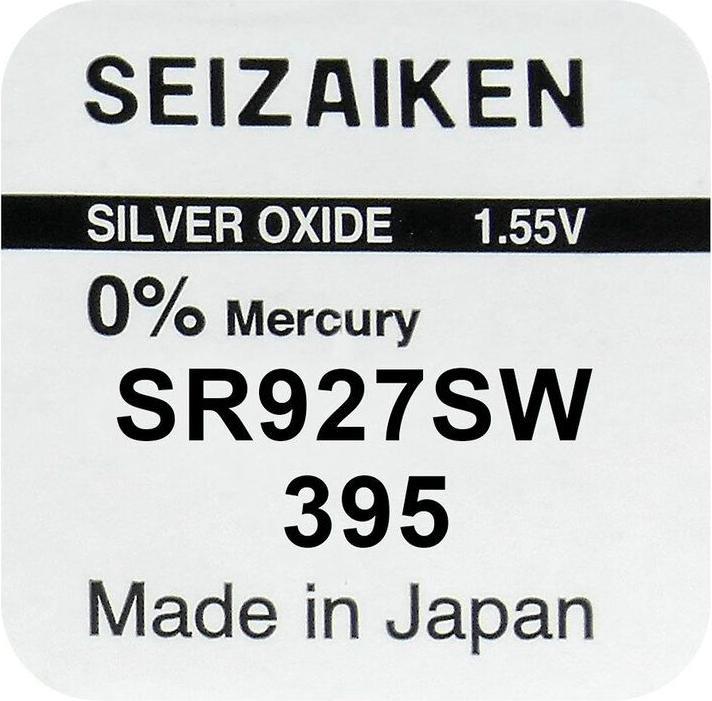 SEIZAIKEN
SILVER OXIDE 1.55V
0% Mercury
SR927SW
395
Made in Japan